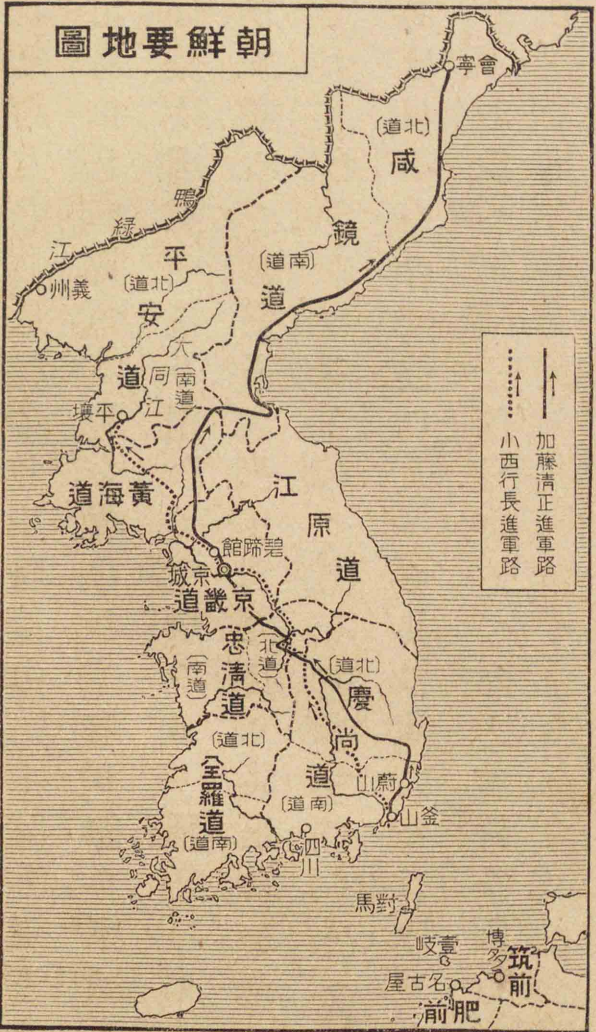 朝鮮要地圖
會寧
(北道)
咸鏡道
(南道)
鴨綠江
平安道
(北道)
義州
大同江
(南道)
平壤
黃海道
江原道
碧蹄館
京城
京畿道
忠清道
(北道)
(南道)
慶尚道
(北道)
(南道)
蔚山
釜山
全羅道
(北道)
(南道)
泗川
對馬
壹岐
博多
筑前
名古屋
肥前
加藤清正進軍路
小西行長進軍路